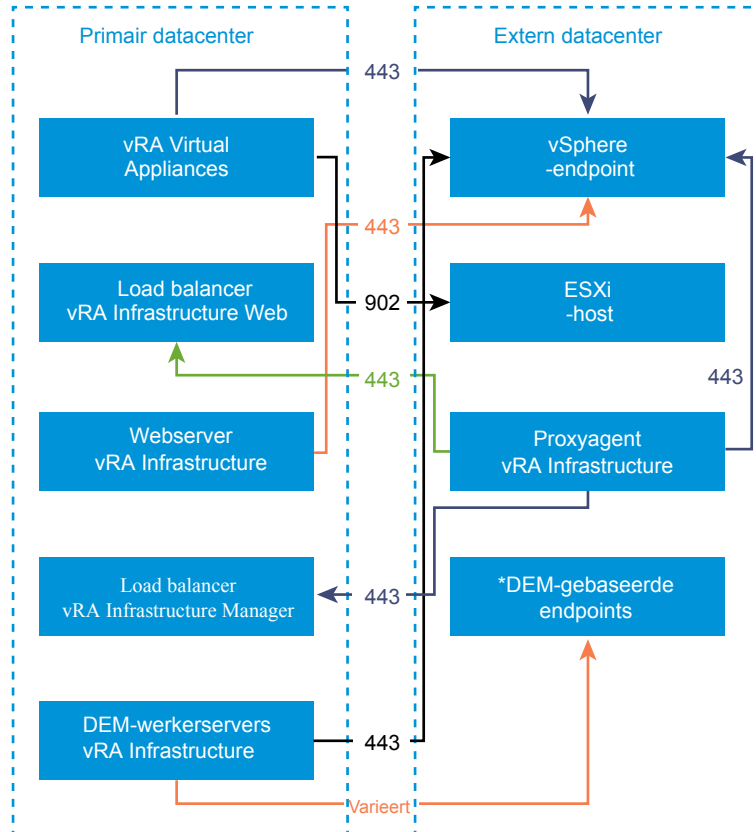 Primair datacenter
Extern datacenter
443
vRA Virtual
Appliances
vSphere
-endpoint
443
Load balancer
vRA Infrastructure Web
902
ESXi
-host
443
443
Webserver
vRA Infrastructure
Proxyagent
vRA Infrastructure
Load balancer
vRA Infrastructure Manager
443
*DEM-gebaseerde
endpoints
DEM-werkerservers
vRA Infrastructure
443
Varieert